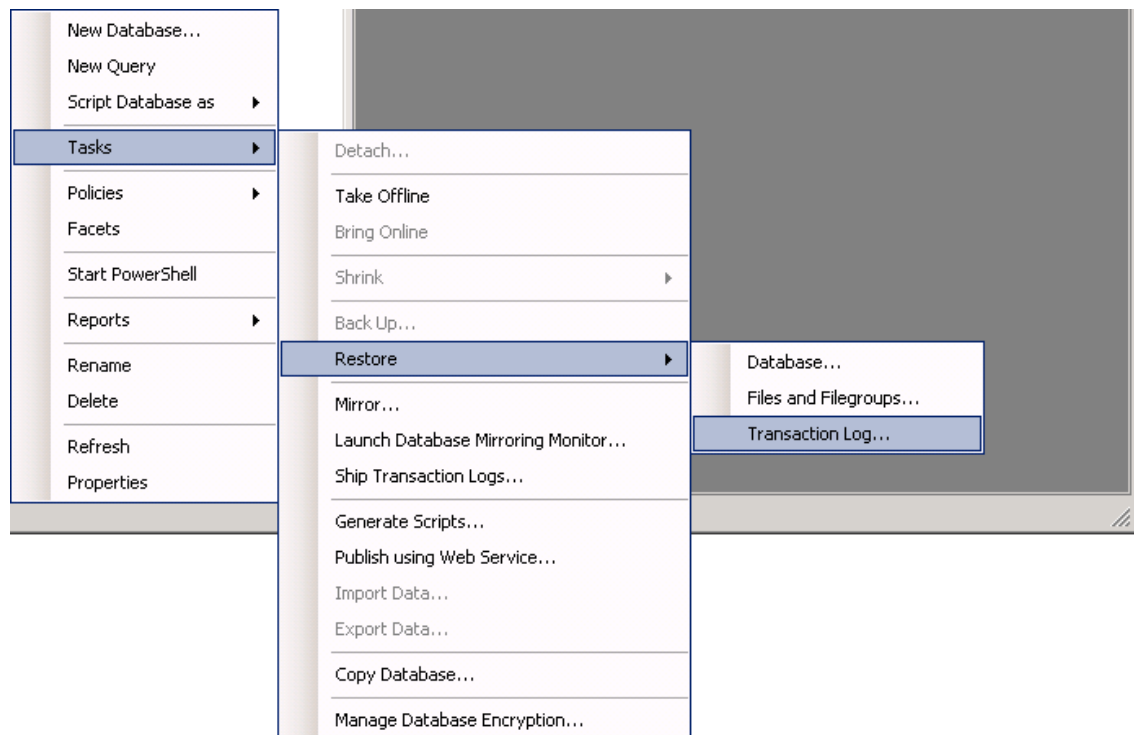 New Database...
New Query
Script Database as
Tasks
Policies
Facets
Start PowerShell
Reports
Rename
Delete
Refresh
Properties
Detach...
Take Offline
Bring Online
Shrink
Back Up...
Restore
Mirror...
Launch Database Mirroring Monitor...
Ship Transaction Logs...
Generate Scripts...
Publish using Web Service...
Import Data...
Export Data...
Copy Database...
Manage Database Encryption...
Database...
Files and Filegroups...
Transaction Log...